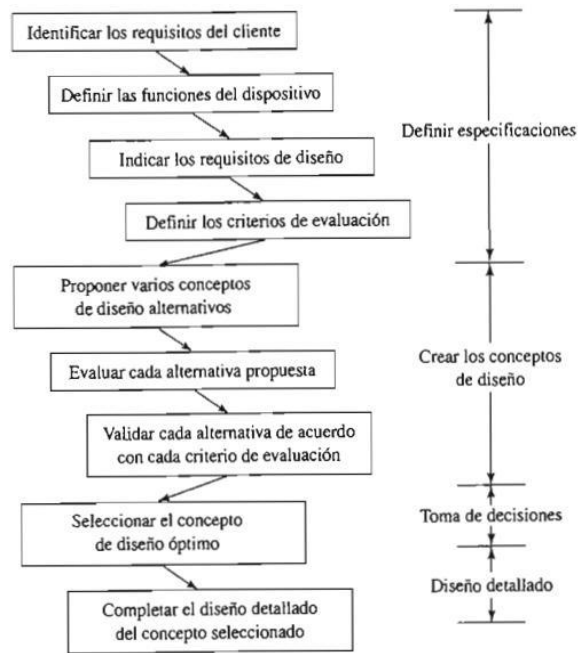 Identificar los requisitos del cliente
Definir las funciones del dispositivo
Indicar los requisitos de diseño
Definir los criterios de evaluación
Definir especificaciones
Proponer varios conceptos
de diseño alternativos
Evaluar cada alternativa propuesta
Validar cada alternativa de acuerdo
con cada criterio de evaluación
Crear los conceptos
de diseño
Seleccionar el concepto
de diseño óptimo
Toma de decisiones
Completar el diseño detallado
del concepto seleccionado
Diseño detallado